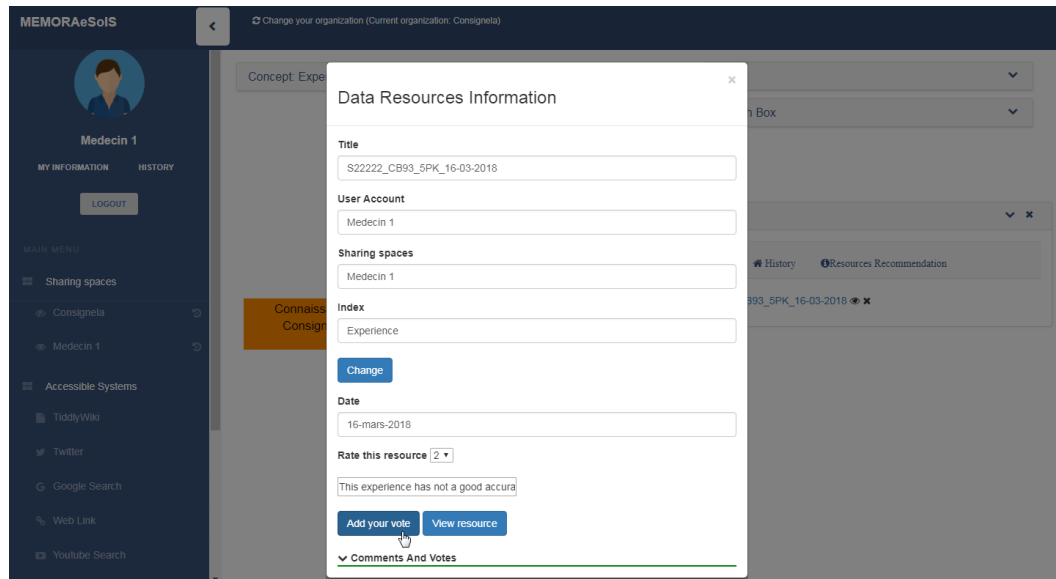 MEMORAeSoIS
Change your organization (Current organization: Consignela)
Medecin 1
MY INFORMATION HISTORY
LOGOUT
MAIN MENU
Sharing spaces
Consignela
Medecin 1
Accessible Systems
TiddlyWiki
Twitter
Google Search
Web Link
Youtube Search
Concept: Expe
Box
×
Data Resources Information
Title
S22222_CB93_5PK_16-03-2018
User Account
Medecin 1
Sharing spaces
Medecin 1
Index
Experience
Change
Date
16-mars-2018
Rate this resource 2
This experience has not a good accura
Add your vote View resource
Comments And Votes
Connaiss
Consign
History Resources Recommendation
B93_5PK_16-03-2018